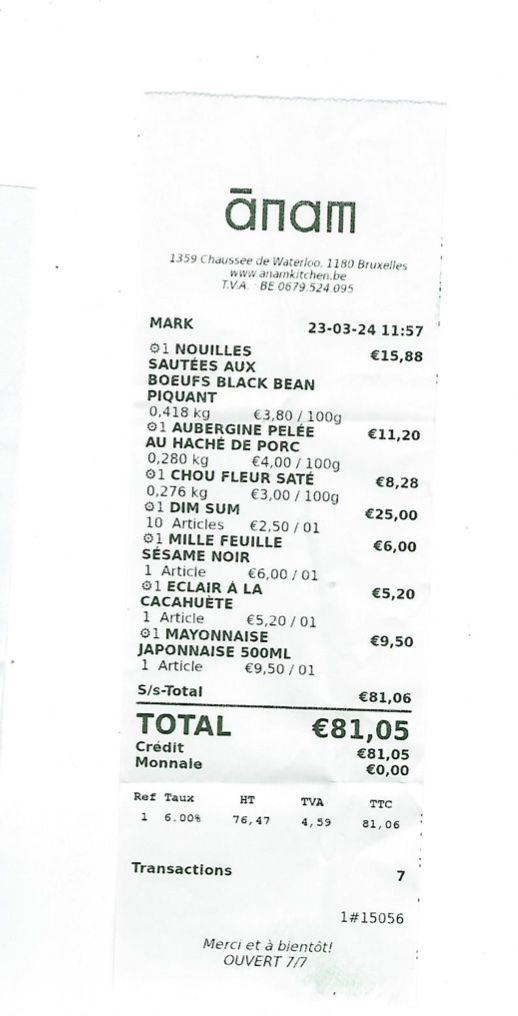 ānam
1359 Chaussée de Waterloo, 1180 Bruxelles
www.anamkitchen.be
T.V.A. : BE 0679.524.095
MARK 23-03-24 11:57
⚙1 NOUILLES €15,88
SAUTÉES AUX
BOEUFS BLACK BEAN
PIQUANT
0,418 kg €3,80 / 100g
⚙1 AUBERGINE PELÉE €11,20
AU HACHÉ DE PORC
0,280 kg €4,00 / 100g
⚙1 CHOU FLEUR SATÉ €8,28
0,276 kg €3,00 / 100g
⚙1 DIM SUM €25,00
10 Articles €2,50 / 01
⚙1 MILLE FEUILLE €6,00
SÉSAME NOIR
1 Article €6,00 / 01
⚙1 ECLAIR À LA €5,20
CACAHUÈTE
1 Article €5,20 / 01
⚙1 MAYONNAISE €9,50
JAPONNAISE 500ML
1 Article €9,50 / 01
S/s-Total €81,06
TOTAL €81,05
Crédit €81,05
Monnaie €0,00
Ref Taux HT TVA TTC
1 6.00% 76,47 4,59 81,06
Transactions 7
1#15056
Merci et à bientôt!
OUVERT 7/7